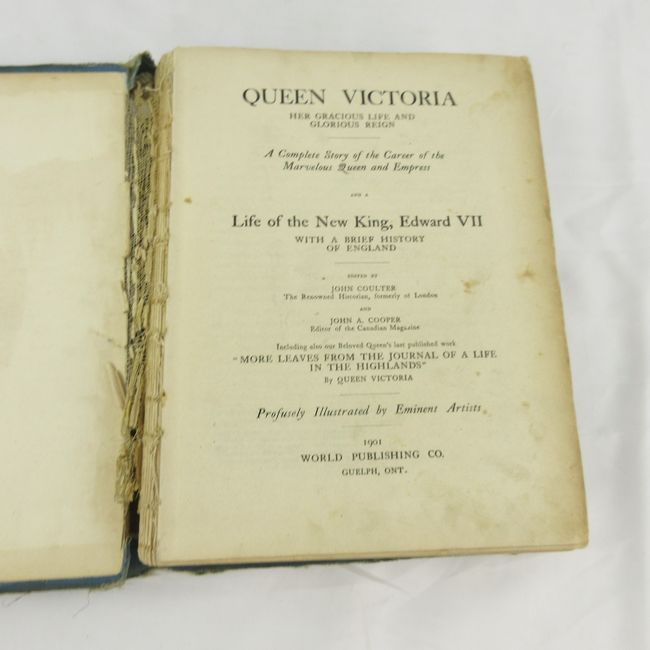 QUEEN VICTORIA
HER GRACIOUS LIFE AND
GLORIOUS REIGN
A Complete Story of the Career of the
Marvelous Queen and Empress
AND A
Life of the New King, Edward VII
WITH A BRIEF HISTORY
OF ENGLAND
EDITED BY
JOHN COULTER
The Renowned Historian, formerly of London
AND
JOHN A. COOPER
Editor of the Canadian Magazine
Including also our Beloved Queen's last published work
"MORE LEAVES FROM THE JOURNAL OF A LIFE
IN THE HIGHLANDS"
By QUEEN VICTORIA
Profusely Illustrated by Eminent Artists
1901
WORLD PUBLISHING CO.
GUELPH, ONT.